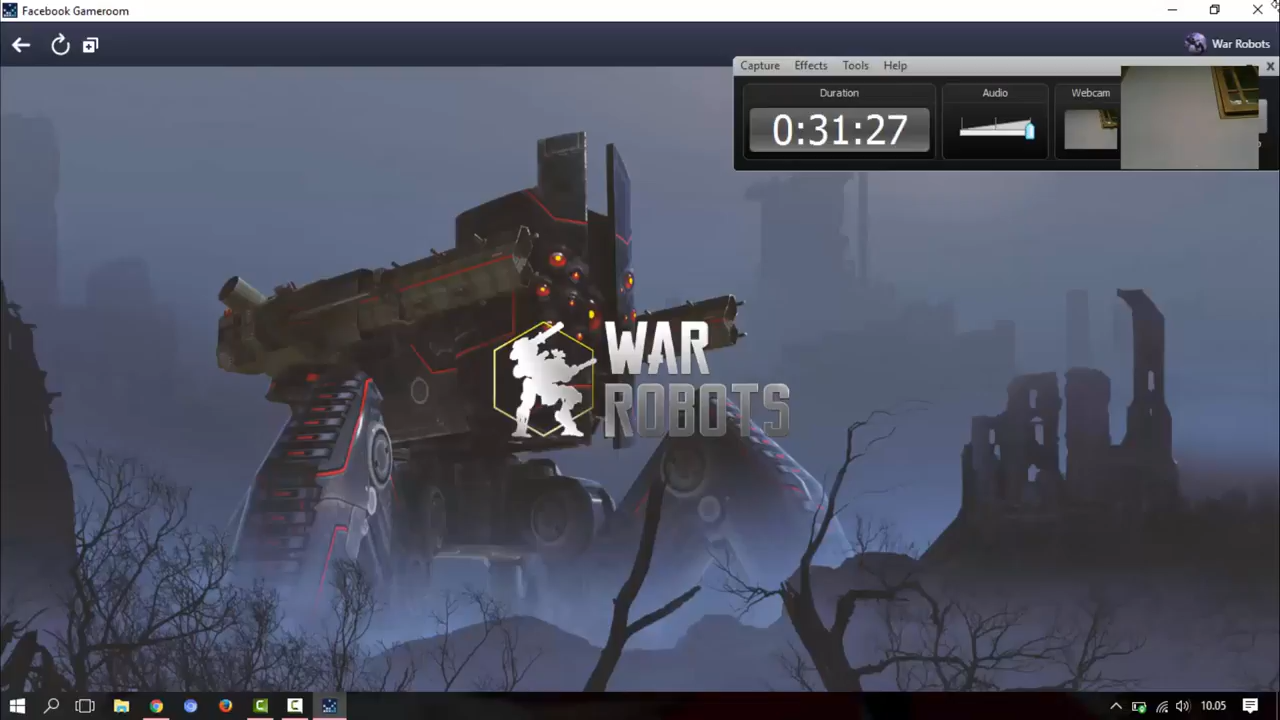 Facebook Gameroom
War Robots
Capture Effects Tools Help
Duration Audio Webcam
0:31:27
WAR
ROBOTS
10.05